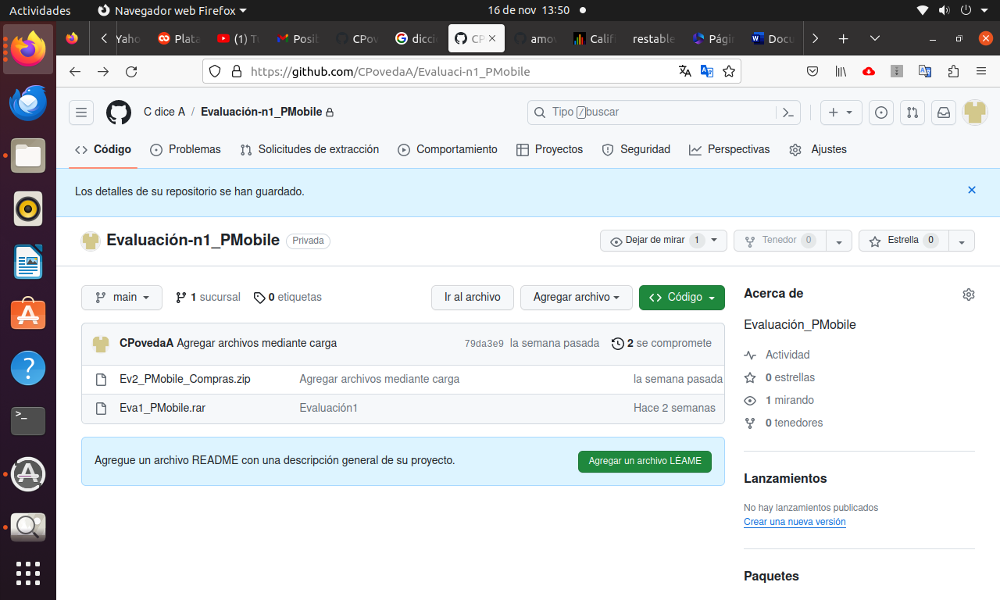 Actividades Navegador web Firefox 16 de nov 13:50
Yaho Plata (1) Tu Posib CPov dicci CP amov Califi restable Pági Docu
https://github.com/CPovedaA/Evaluaci-n1_PMobile
C dice A / Evaluación-n1_PMobile Tipo / buscar
Código Problemas Solicitudes de extracción Comportamiento Proyectos Seguridad Perspectivas Ajustes
Los detalles de su repositorio se han guardado.
Evaluación-n1_PMobile Privada Dejar de mirar 1 Tenedor 0 Estrella 0
main 1 sucursal 0 etiquetas Ir al archivo Agregar archivo Código
CPovedaA Agregar archivos mediante carga 79da3e9 la semana pasada 2 se compromete
Ev2_PMobile_Compras.zip Agregar archivos mediante carga la semana pasada
Eva1_PMobile.rar Evaluación1 Hace 2 semanas
Agregue un archivo README con una descripción general de su proyecto. Agregar un archivo LÉAME
Acerca de
Evaluación_PMobile
Actividad
0 estrellas
1 mirando
0 tenedores
Lanzamientos
No hay lanzamientos publicados
Crear una nueva versión
Paquetes